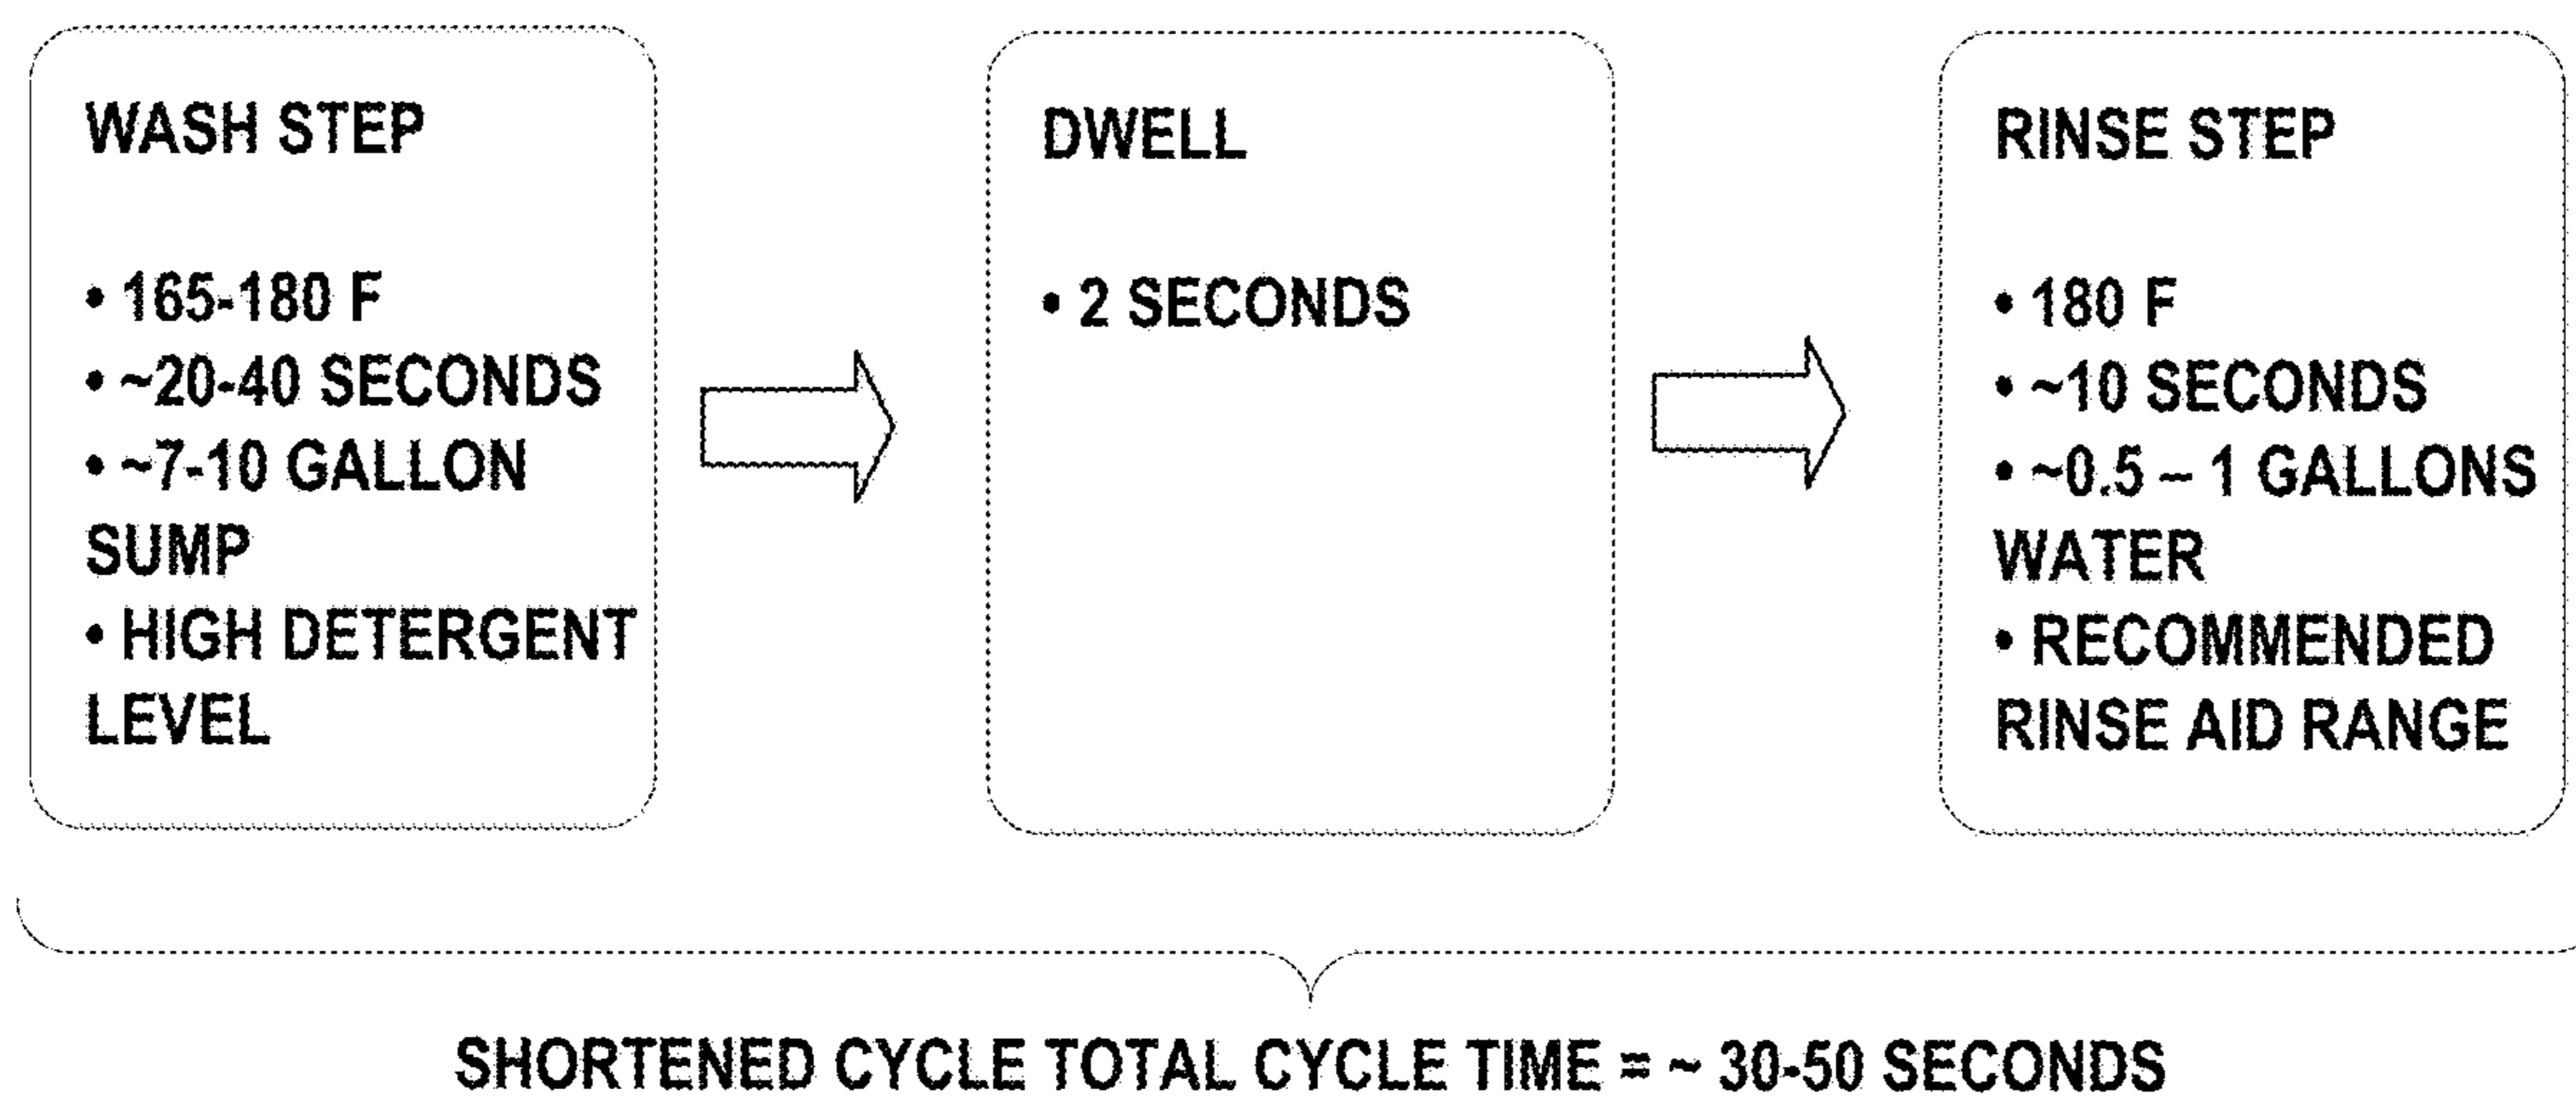 WASH STEP
• 165-180 F
• ~20-40 SECONDS
• ~7-10 GALLON
SUMP
• HIGH DETERGENT
LEVEL
DWELL
• 2 SECONDS
RINSE STEP
• 180 F
• ~10 SECONDS
• ~0.5 – 1 GALLONS
WATER
• RECOMMENDED
RINSE AID RANGE
SHORTENED CYCLE TOTAL CYCLE TIME = ~ 30-50 SECONDS